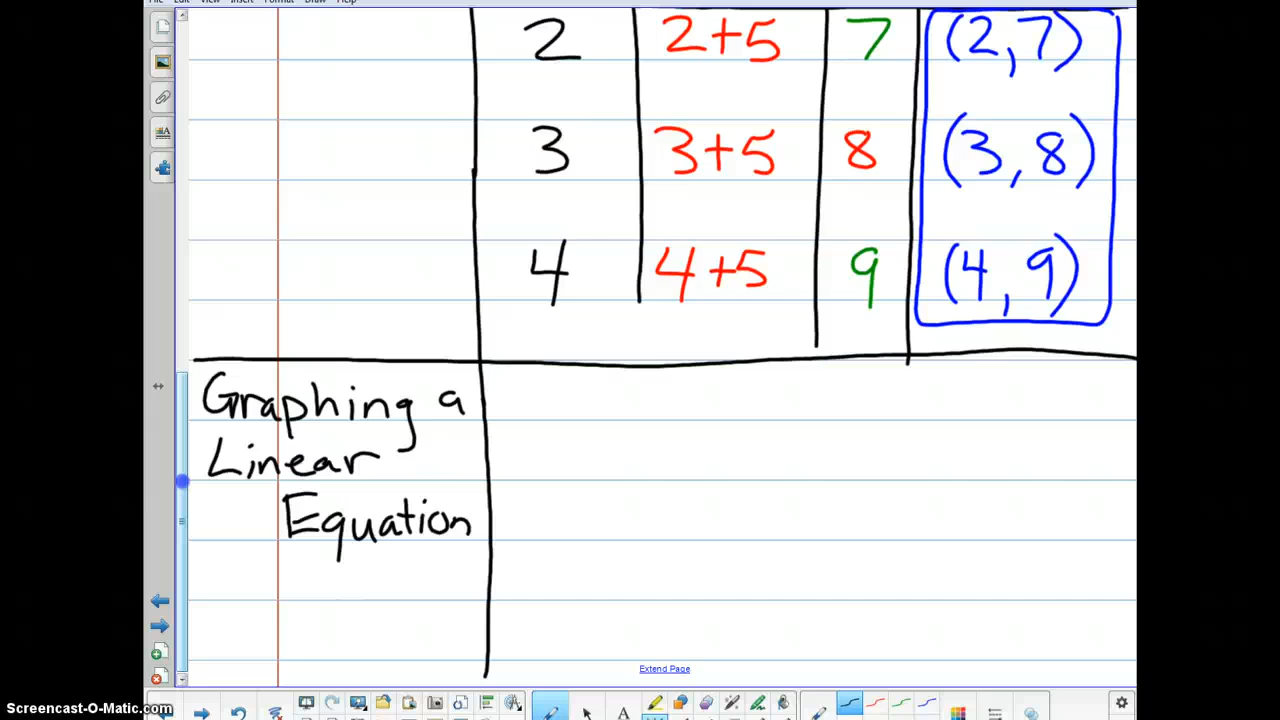 2 2+5 7 (2,7)
3 3+5 8 (3,8)
4 4+5 9 (4,9)
Graphing a
Linear
Equation
Extend Page
A
Screencast-O-Matic.com